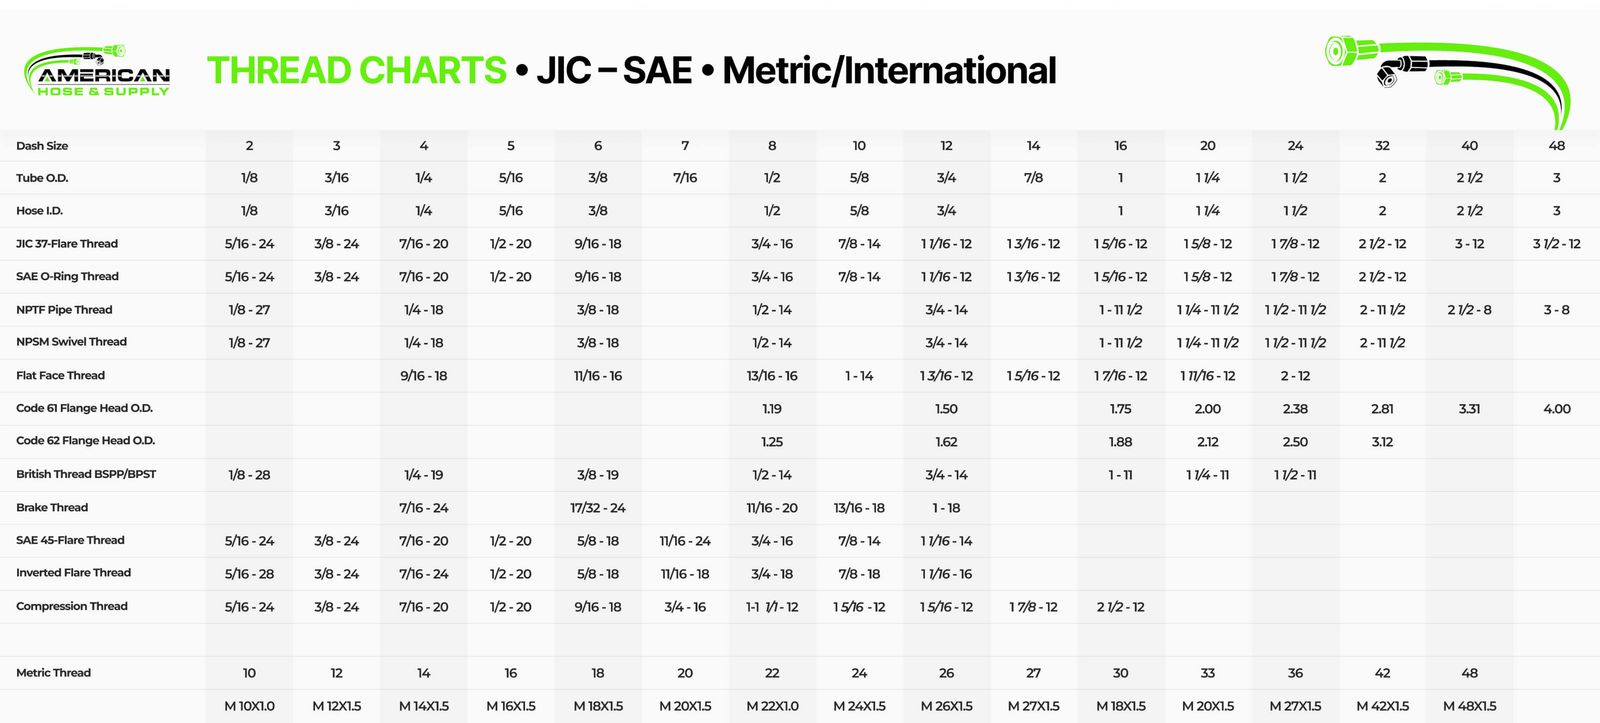 AMERICAN
HOSE & SUPPLY
THREAD CHARTS • JIC – SAE • Metric/International
Dash Size 2 3 4 5 6 7 8 10 12 14 16 20 24 32 40 48
Tube O.D. 1/8 3/16 1/4 5/16 3/8 7/16 1/2 5/8 3/4 7/8 1 1 1/4 1 1/2 2 2 1/2 3
Hose I.D. 1/8 3/16 1/4 5/16 3/8 1/2 5/8 3/4 1 1 1/4 1 1/2 2 2 1/2 3
JIC 37-Flare Thread 5/16 - 24 3/8 - 24 7/16 - 20 1/2 - 20 9/16 - 18 3/4 - 16 7/8 - 14 1 1/16 - 12 1 3/16 - 12 1 5/16 - 12 1 5/8 - 12 1 7/8 - 12 2 1/2 - 12 3 - 12 3 1/2 - 12
SAE O-Ring Thread 5/16 - 24 3/8 - 24 7/16 - 20 1/2 - 20 9/16 - 18 3/4 - 16 7/8 - 14 1 1/16 - 12 1 3/16 - 12 1 5/16 - 12 1 5/8 - 12 1 7/8 - 12 2 1/2 - 12
NPTF Pipe Thread 1/8 - 27 1/4 - 18 3/8 - 18 1/2 - 14 3/4 - 14 1 - 11 1/2 1 1/4 - 11 1/2 1 1/2 - 11 1/2 2 - 11 1/2 2 1/2 - 8 3 - 8
NPSM Swivel Thread 1/8 - 27 1/4 - 18 3/8 - 18 1/2 - 14 3/4 - 14 1 - 11 1/2 1 1/4 - 11 1/2 1 1/2 - 11 1/2 2 - 11 1/2
Flat Face Thread 9/16 - 18 11/16 - 16 13/16 - 16 1 - 14 1 3/16 - 12 1 5/16 - 12 1 7/16 - 12 1 11/16 - 12 2 - 12
Code 61 Flange Head O.D. 1.19 1.50 1.75 2.00 2.38 2.81 3.31 4.00
Code 62 Flange Head O.D. 1.25 1.62 1.88 2.12 2.50 3.12
British Thread BSPP/BPST 1/8 - 28 1/4 - 19 3/8 - 19 1/2 - 14 3/4 - 14 1 - 11 1 1/4 - 11 1 1/2 - 11
Brake Thread 7/16 - 24 17/32 - 24 11/16 - 20 13/16 - 18 1 - 18
SAE 45-Flare Thread 5/16 - 24 3/8 - 24 7/16 - 20 1/2 - 20 5/8 - 18 11/16 - 24 3/4 - 16 7/8 - 14 1 1/16 - 14
Inverted Flare Thread 5/16 - 28 3/8 - 24 7/16 - 24 1/2 - 20 5/8 - 18 11/16 - 18 3/4 - 18 7/8 - 18 1 1/16 - 16
Compression Thread 5/16 - 24 3/8 - 24 7/16 - 20 1/2 - 20 9/16 - 18 3/4 - 16 1-1 1/1 - 12 1 5/16 - 12 1 5/16 - 12 1 7/8 - 12 2 1/2 - 12
Metric Thread 10 12 14 16 18 20 22 24 26 27 30 33 36 42 48
M 10X1.0 M 12X1.5 M 14X1.5 M 16X1.5 M 18X1.5 M 20X1.5 M 22X1.0 M 24X1.5 M 26X1.5 M 27X1.5 M 18X1.5 M 20X1.5 M 27X1.5 M 42X1.5 M 48X1.5